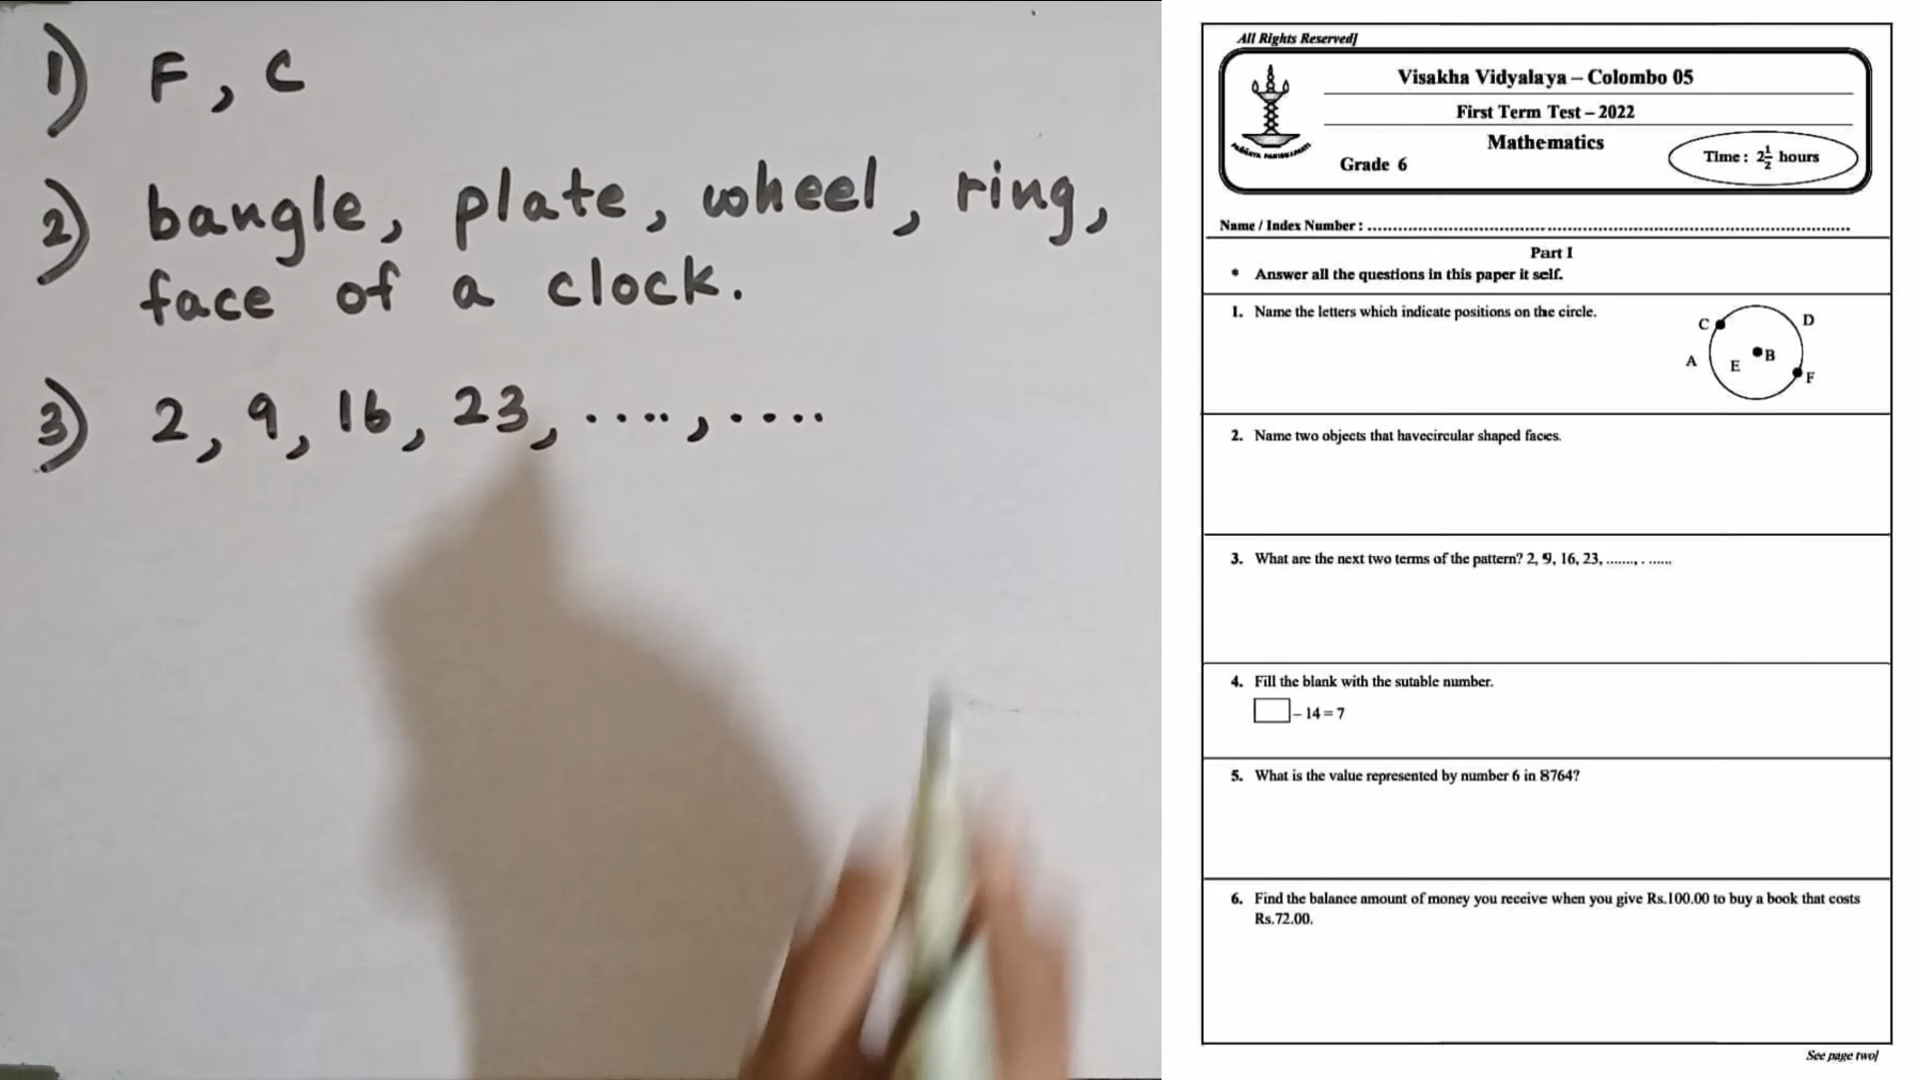 1) F, C
2) bangle, plate, wheel, ring,
face of a clock.
3) 2, 9, 16, 23, ...., ....
All Rights Reserved]
Visakha Vidyalaya – Colombo 05
First Term Test – 2022
Mathematics
Grade 6
Time : 2½ hours
Name / Index Number : ..........................................................................................
Part I
* Answer all the questions in this paper it self.
1. Name the letters which indicate positions on the circle.
C D
A E B
F
2. Name two objects that havecircular shaped faces.
3. What are the next two terms of the pattern? 2, 9, 16, 23, ......., . ......
4. Fill the blank with the sutable number.
– 14 = 7
5. What is the value represented by number 6 in 8764?
6. Find the balance amount of money you receive when you give Rs.100.00 to buy a book that costs
Rs.72.00.
See page two]